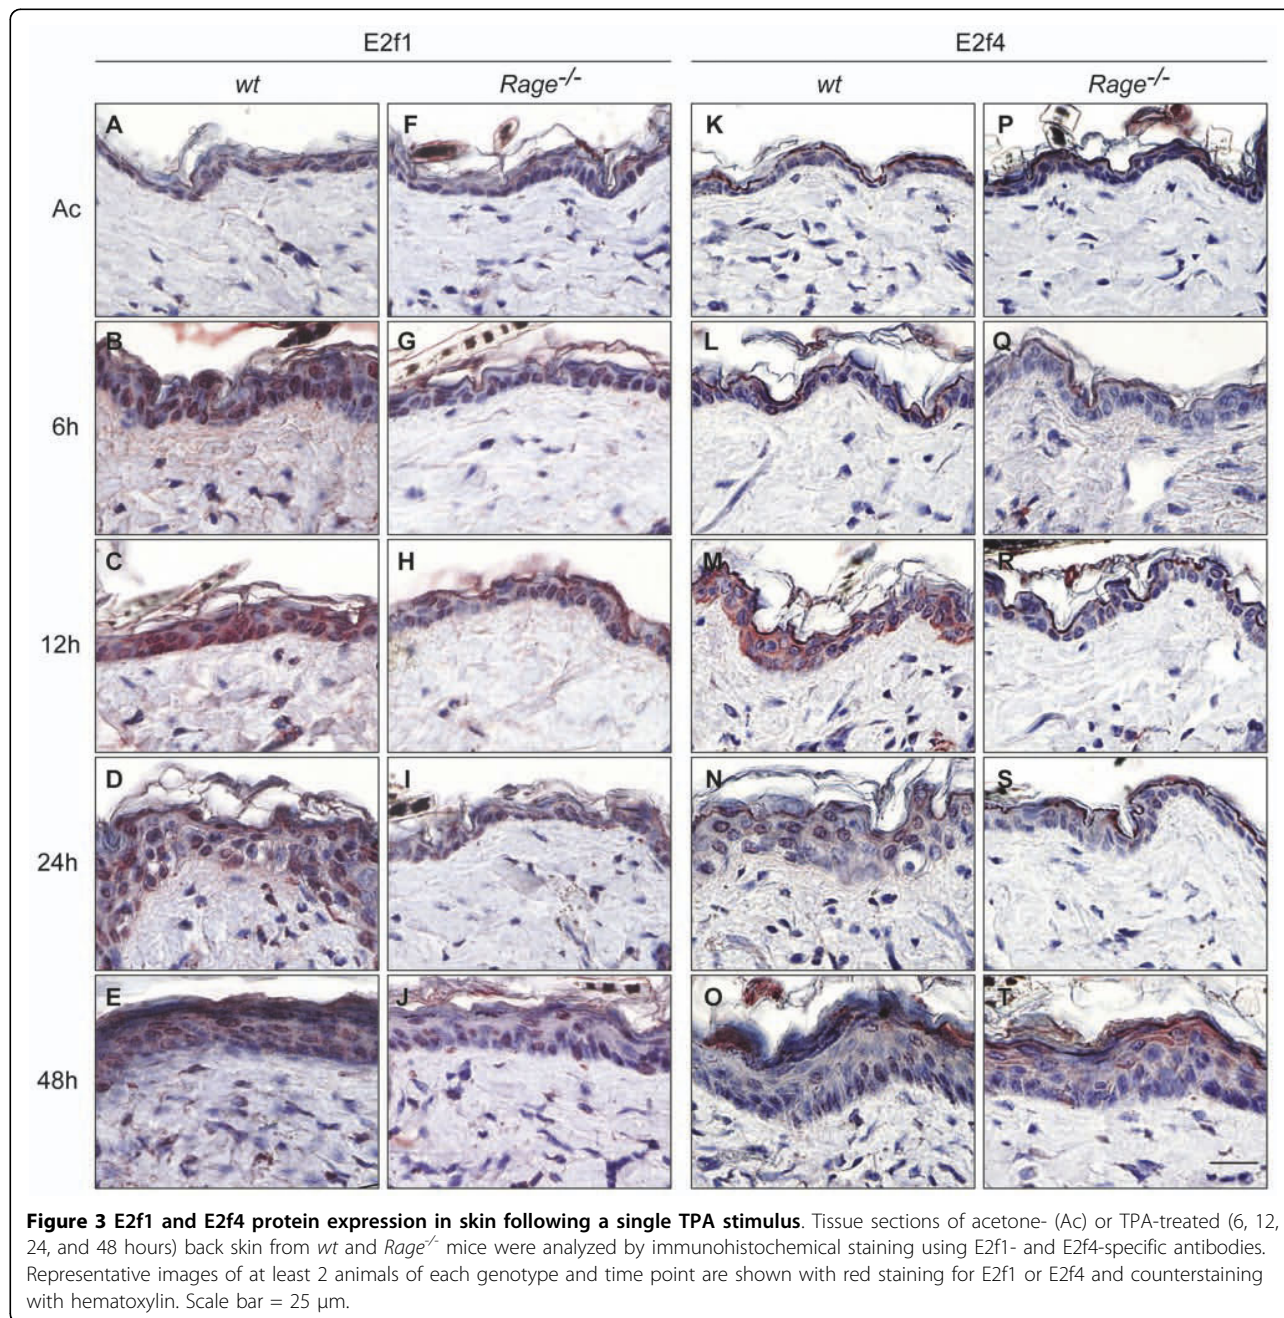 E2f1 E2f4
wt Rage-/- wt Rage-/-
A F K P
Ac
B G L Q
6h
C H M R
12h
D I N S
24h
E J O T
48h
Figure 3 E2f1 and E2f4 protein expression in skin following a single TPA stimulus. Tissue sections of acetone- (Ac) or TPA-treated (6, 12,
24, and 48 hours) back skin from wt and Rage-/- mice were analyzed by immunohistochemical staining using E2f1- and E2f4-specific antibodies.
Representative images of at least 2 animals of each genotype and time point are shown with red staining for E2f1 or E2f4 and counterstaining
with hematoxylin. Scale bar = 25 μm.